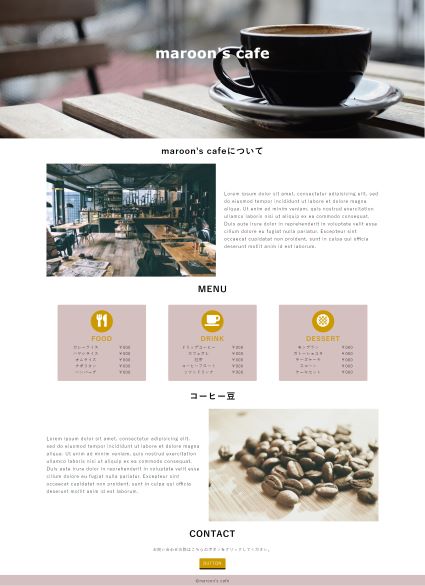 maroon's cafe
maroon's cafeについて
Lorem ipsum dolor sit amet, consectetur adipisicing elit, sed do
eiusmod tempor incididunt ut labore et dolore magna
aliqua. Ut enim ad minim veniam, quis nostrud exercitation
ullamco laboris nisi ut aliquip ex ea commodo consequat.
Duis aute irure dolor in reprehenderit in voluptate velit esse
cillum dolore eu fugiat nulla pariatur. Excepteur sint
occaecat cupidatat non proident, sunt in culpa qui officia
deserunt mollit anim id est laborum.
MENU
FOOD
カレーライス ¥000
ハヤシライス ¥000
オムライス ¥000
ナポリタン ¥000
ハンバーグ ¥000
DRINK
ドリップコーヒー ¥000
カフェオレ ¥000
紅茶 ¥000
コーヒーフロート ¥000
ソフトドリンク ¥000
DESSERT
モンブラン ¥000
ガトーショコラ ¥000
チーズケーキ ¥000
スコーン ¥000
ケーキセット ¥000
コーヒー豆
Lorem ipsum dolor sit amet, consectetur adipisicing elit,
sed do eiusmod tempor incididunt ut labore et dolore magna
aliqua. Ut enim ad minim veniam, quis nostrud exercitation
ullamco laboris nisi ut aliquip ex ea commodo consequat.
Duis aute irure dolor in reprehenderit in voluptate velit esse
cillum dolore eu fugiat nulla pariatur. Excepteur sint
occaecat cupidatat non proident, sunt in culpa qui officia
deserunt mollit anim id est laborum.
CONTACT
お問い合わせの際はこちらのボタンをクリックしてください。
BUTTON
©maroon's cafe